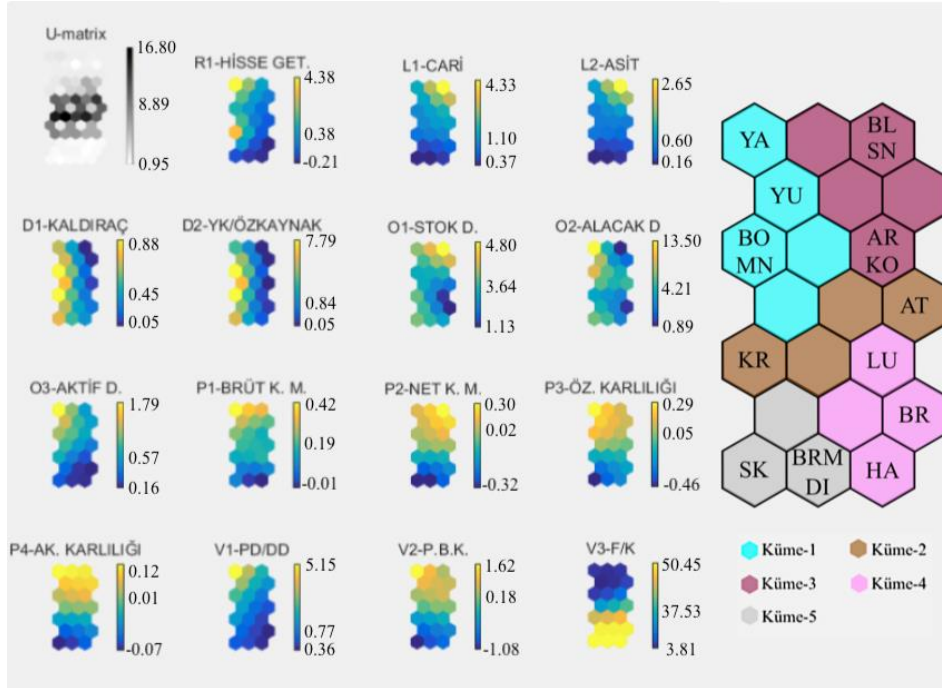 U-matrix
16.80
8.89
0.95
R1-HİSSE GET.
4.38
0.38
-0.21
L1-CARİ
4.33
1.10
0.37
L2-ASİT
2.65
0.60
0.16
D1-KALDIRAÇ
0.88
0.45
0.05
D2-YK/ÖZKAYNAK
7.79
0.84
0.05
O1-STOK D.
4.80
3.64
1.13
O2-ALACAK D
13.50
4.21
0.89
O3-AKTİF D.
1.79
0.57
0.16
P1-BRÜT K. M.
0.42
0.19
-0.01
P2-NET K. M.
0.30
0.02
-0.32
P3-ÖZ. KARLILIĞI
0.29
0.05
-0.46
P4-AK. KARLILIĞI
0.12
0.01
-0.07
V1-PD/DD
5.15
0.77
0.36
V2-P.B.K.
1.62
0.18
-1.08
V3-F/K
50.45
37.53
3.81
YA
BL
SN
YU
BO
MN
AR
KO
AT
KR
LU
BR
SK
BRM
DI
HA
Küme-1
Küme-2
Küme-3
Küme-4
Küme-5